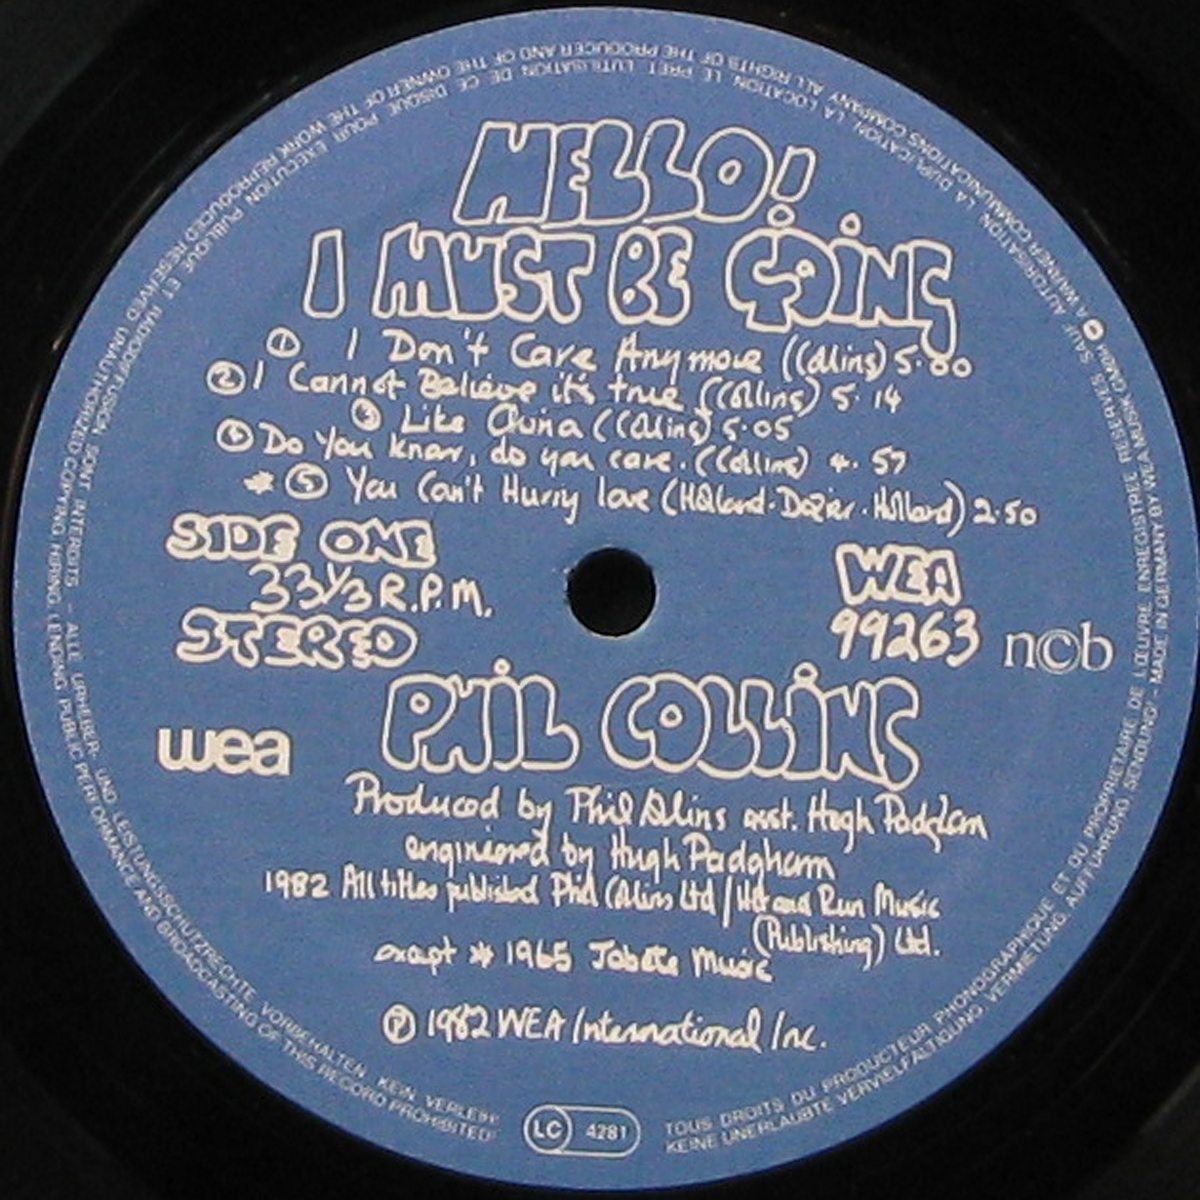 HELLO!
I MUST BE GOING
① I Don't Care Anymore (Collins) 5·00
② I Cannot Believe it's true (Collins) 5·14
③ Like China (Collins) 5·05
④ Do You Know, do you care. (Collins) 4·57
* ⑤ You Can't Hurry love (Holland·Dozier·Holland) 2·50
SIDE ONE
33⅓ R.P.M.
STEREO
WEA
99263
n©b
wea
PHIL COLLINS
Produced by Phil Collins asst. Hugh Padgham
engineered by Hugh Padgham
1982 All titles published Phil Collins Ltd / Hit and Run Music
(Publishing) Ltd.
except * 1965 Jobete Music
Ⓟ 1982 WEA International Inc.
LC 4281
TOUS DROITS DU PRODUCTEUR PHONOGRAPHIQUE ET DU PROPRIETAIRE DE L'ŒUVRE ENREGISTREE RESERVES. SAUF AUTORISATION, LA DUPLICATION, LA LOCATION, LE PRET, L'UTILISATION DE CE DISQUE POUR EXECUTION PUBLIQUE ET RADIODIFFUSION SONT INTERDITS – ALLE URHEBER- UND LEISTUNGSSCHUTZRECHTE VORBEHALTEN. KEIN VERLEIH!
KEINE UNERLAUBTE VERVIELFÄLTIGUNG, VERMIETUNG, AUFFÜHRUNG, SENDUNG! – MADE IN GERMANY BY WEA MUSIK GMBH A WARNER COMMUNICATIONS COMPANY ALL RIGHTS OF THE PRODUCER AND OF THE OWNER OF THE WORK REPRODUCED RESERVED UNAUTHORIZED COPYING, HIRING, LENDING, PUBLIC PERFORMANCE AND BROADCASTING OF THIS RECORD PROHIBITED!